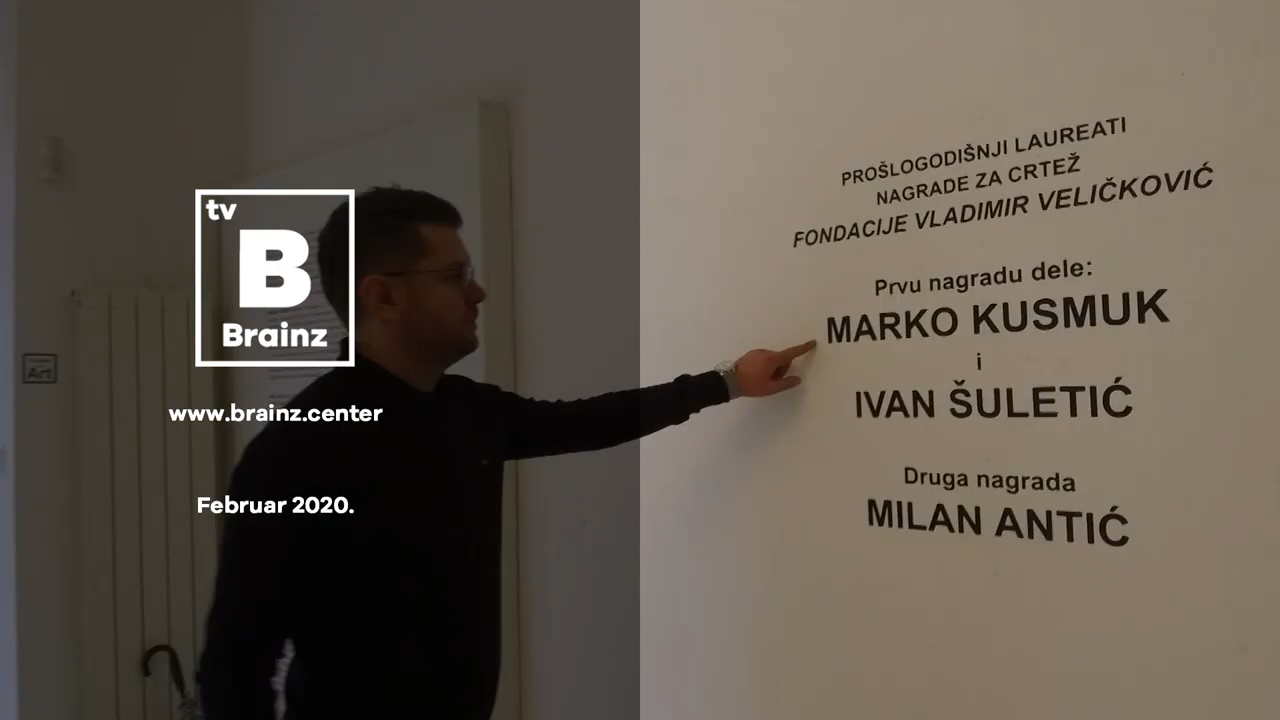 tv
B
Brainz
www.brainz.center
Februar 2020.
Art
PROŠLOGODIŠNJI LAUREATI
NAGRADE ZA CRTEŽ
FONDACIJE VLADIMIR VELIČKOVIĆ
Prvu nagradu dele:
MARKO KUSMUK
i
IVAN ŠULETIĆ
Druga nagrada
MILAN ANTIĆ